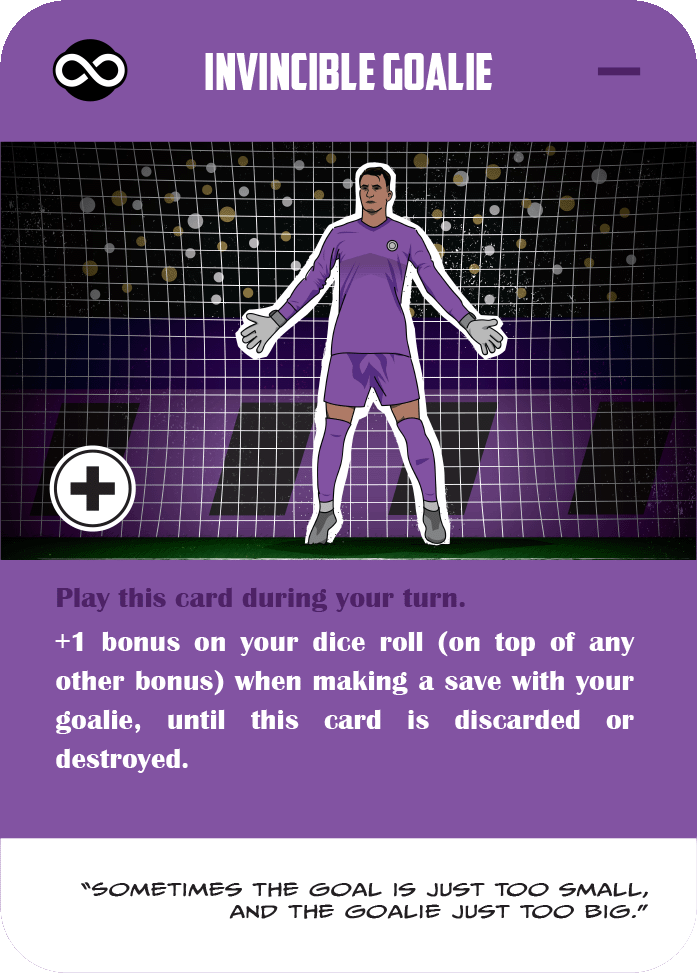 INVINCIBLE GOALIE
Play this card during your turn.
+1 bonus on your dice roll (on top of any
other bonus) when making a save with your
goalie, until this card is discarded or
destroyed.
“SOMETIMES THE GOAL IS JUST TOO SMALL,
AND THE GOALIE JUST TOO BIG.”